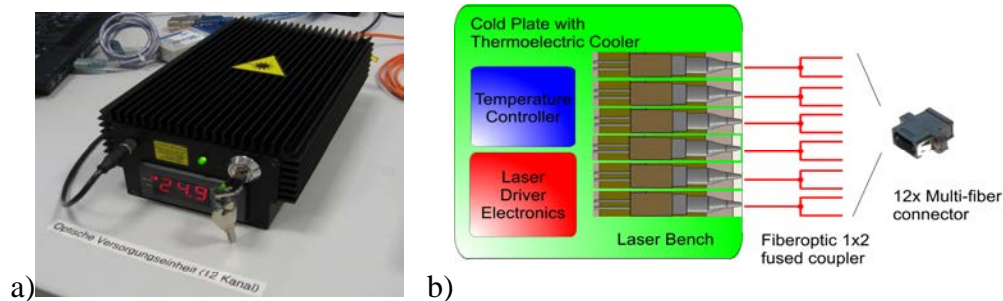 24.9
Optische Versorgungseinheit (12 Kanal)
a)
Cold Plate with
Thermoelectric Cooler
Temperature
Controller
Laser
Driver
Electronics
Laser Bench
Fiberoptic 1x2
fused coupler
12x Multi-fiber
connector
b)